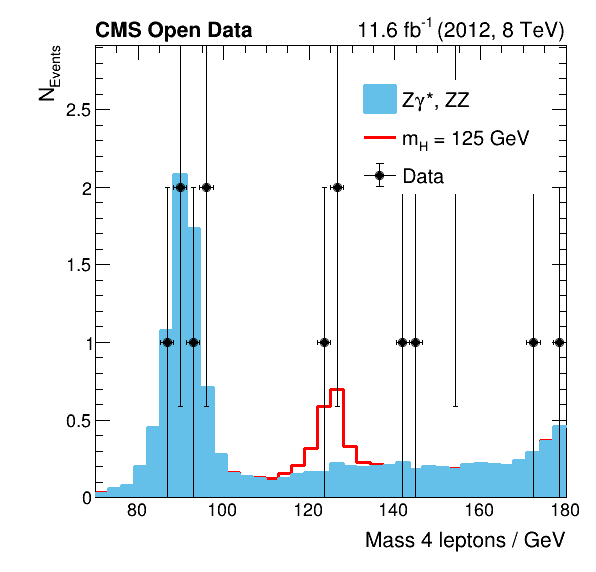 CMS Open Data 11.6 fb⁻¹ (2012, 8 TeV)
N_Events
2.5
2
1.5
1
0.5
0
Zγ*, ZZ
m_H = 125 GeV
Data
80 100 120 140 160 180
Mass 4 leptons / GeV